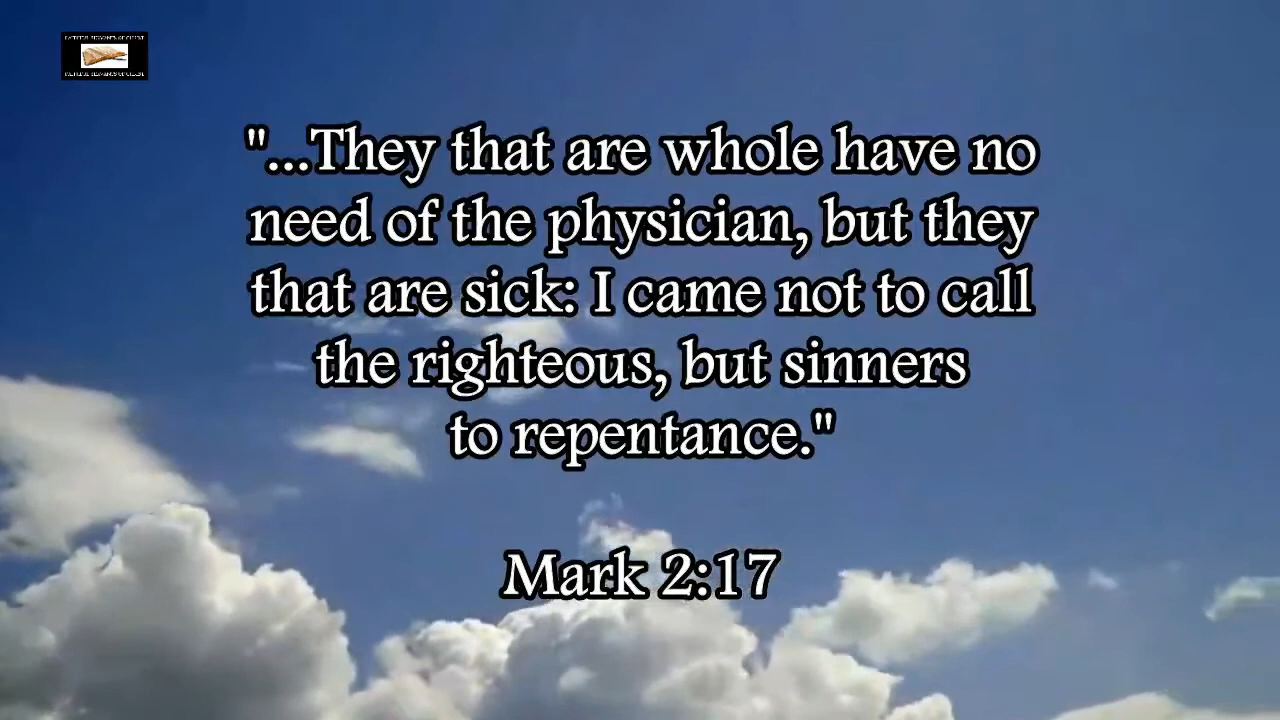 "...They that are whole have no
need of the physician, but they
that are sick: I came not to call
the righteous, but sinners
to repentance."
Mark 2:17